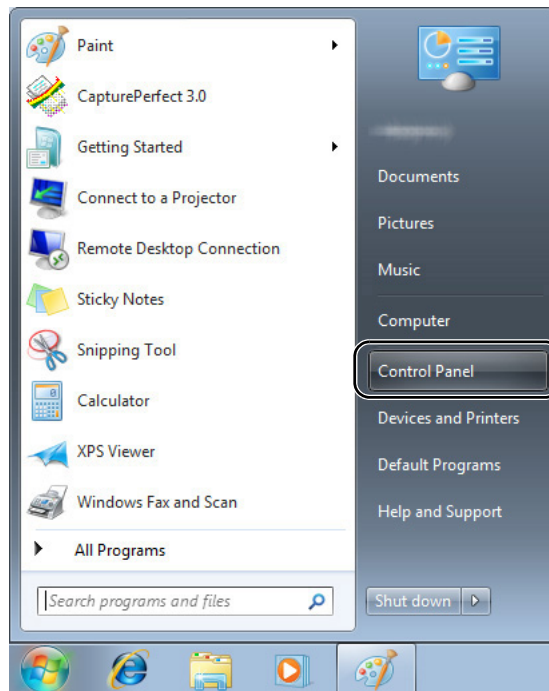 Paint
CapturePerfect 3.0
Getting Started
Connect to a Projector
Remote Desktop Connection
Sticky Notes
Snipping Tool
Calculator
XPS Viewer
Windows Fax and Scan
All Programs
Search programs and files
Documents
Pictures
Music
Computer
Control Panel
Devices and Printers
Default Programs
Help and Support
Shut down